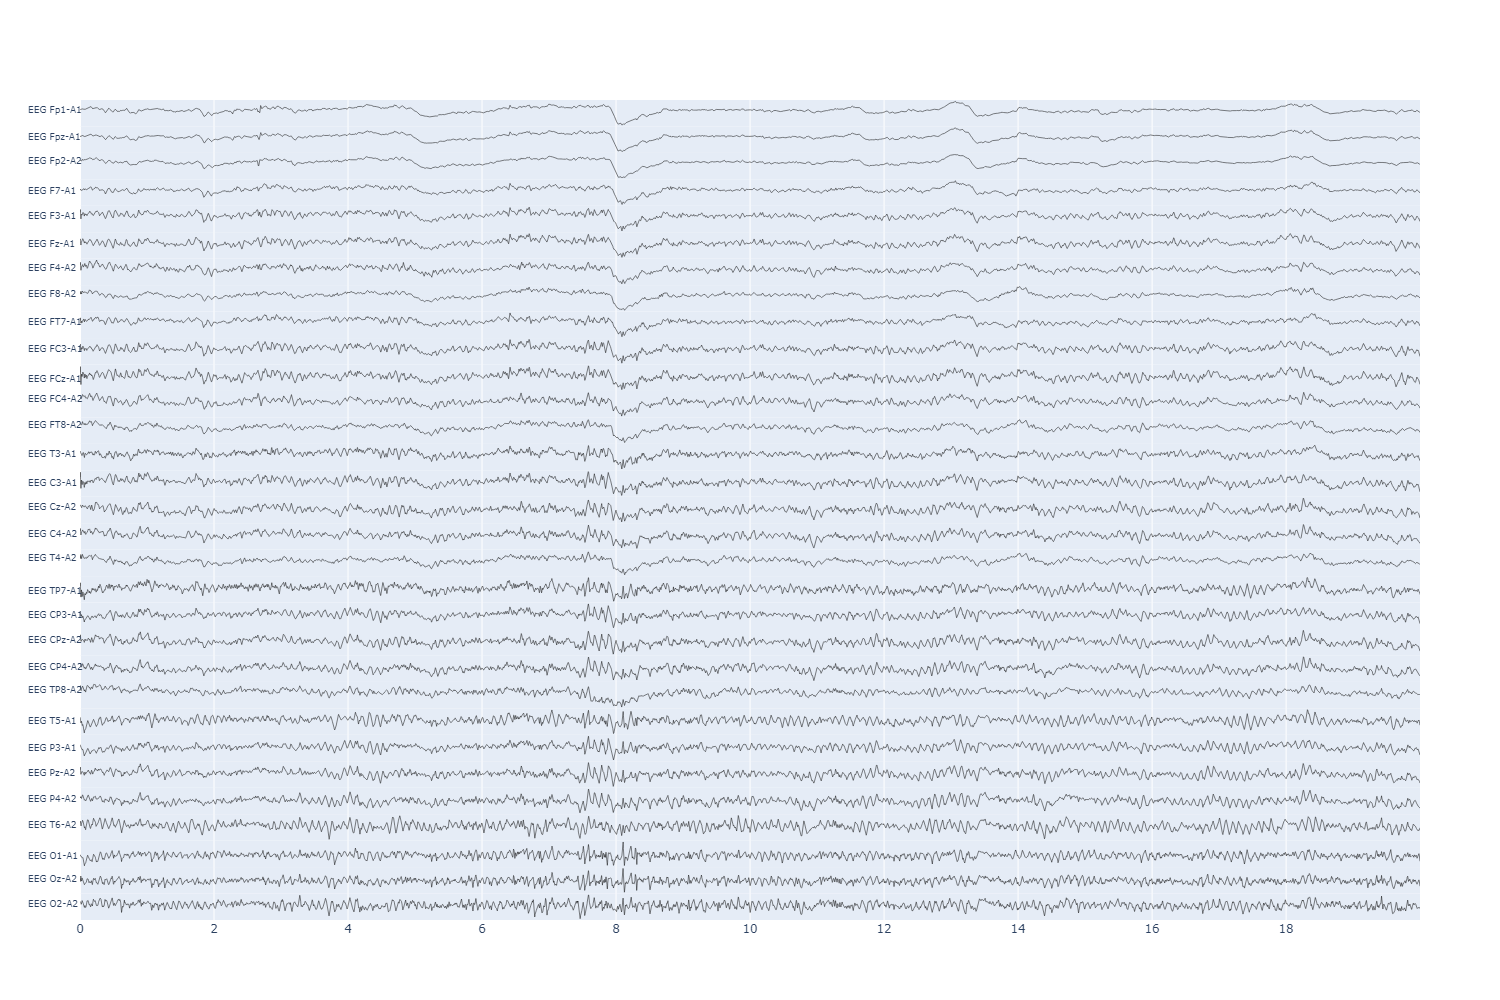 EEG Fp1-A1
EEG Fpz-A1
EEG Fp2-A2
EEG F7-A1
EEG F3-A1
EEG Fz-A1
EEG F4-A2
EEG F8-A2
EEG FT7-A1
EEG FC3-A1
EEG FCz-A1
EEG FC4-A2
EEG FT8-A2
EEG T3-A1
EEG C3-A1
EEG Cz-A2
EEG C4-A2
EEG T4-A2
EEG TP7-A1
EEG CP3-A1
EEG CPz-A2
EEG CP4-A2
EEG TP8-A2
EEG T5-A1
EEG P3-A1
EEG Pz-A2
EEG P4-A2
EEG T6-A2
EEG O1-A1
EEG Oz-A2
EEG O2-A2
0 2 4 6 8 10 12 14 16 18